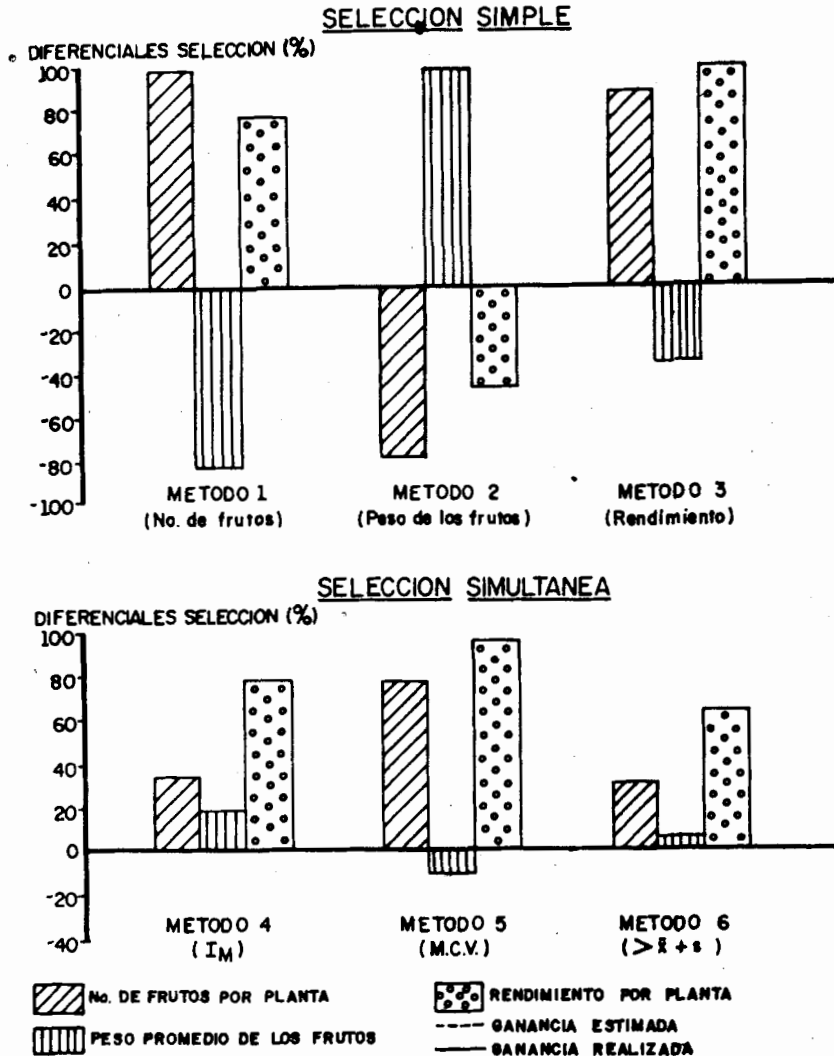 SELECCION SIMPLE
DIFERENCIALES SELECCION (%)
100
80
60
40
20
0
-20
-40
-60
-80
-100
METODO 1 METODO 2 METODO 3
(No. de frutos) (Peso de los frutos) (Rendimiento)
SELECCION SIMULTANEA
DIFERENCIALES SELECCION (%)
100
80
60
40
20
0
-20
-40
METODO 4 METODO 5 METODO 6
(IM) (M.C.V.) (> x̄ + s )
No. DE FRUTOS POR PLANTA RENDIMIENTO POR PLANTA
PESO PROMEDIO DE LOS FRUTOS GANANCIA ESTIMADA
GANANCIA REALIZADA